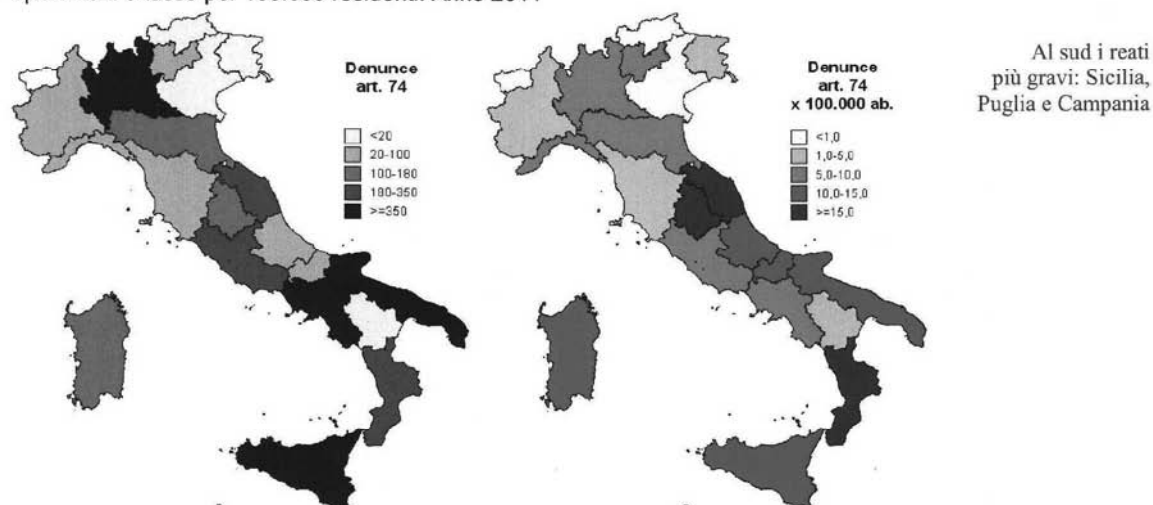 Denunce
art. 74
<20
20-100
100-180
180-350
>=350
Denunce
art. 74
x 100.000 ab.
<1,0
1,0-5,0
5,0-10,0
10,0-15,0
>=15,0
Al sud i reati
più gravi: Sicilia,
Puglia e Campania